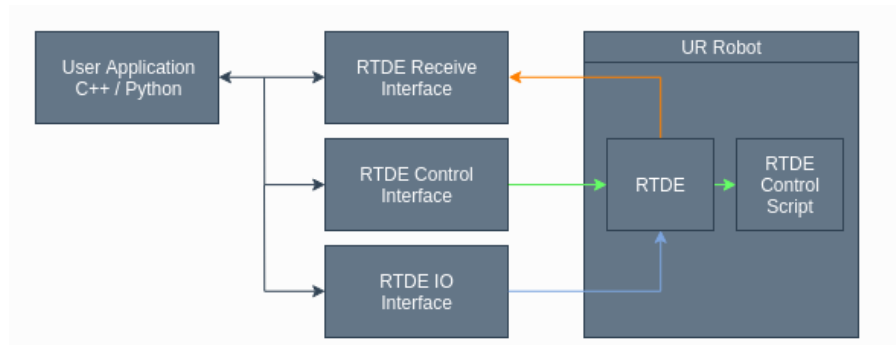 User Application
C++ / Python
RTDE Receive
Interface
RTDE Control
Interface
RTDE IO
Interface
UR Robot
RTDE
RTDE
Control
Script